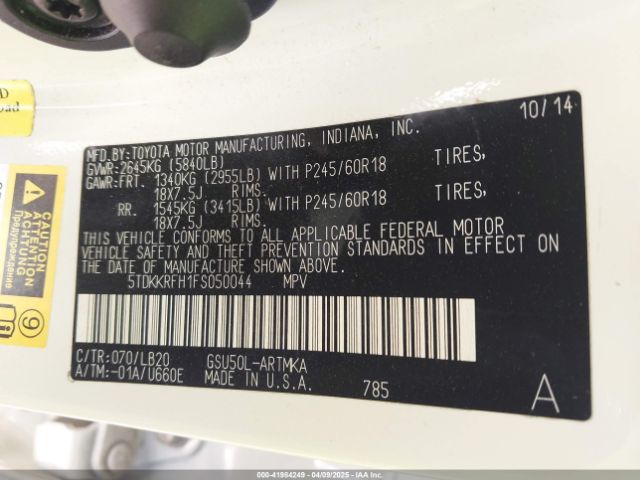 10/14
MFD.BY:TOYOTA MOTOR MANUFACTURING, INDIANA, INC.
GVWR:2645KG (5840LB)
GAWR:FRT. 1340KG (2955LB) WITH P245/60R18 TIRES,
18X7.5J RIMS.
RR. 1545KG (3415LB) WITH P245/60R18 TIRES,
18X7.5J RIMS.
THIS VEHICLE CONFORMS TO ALL APPLICABLE FEDERAL MOTOR
VEHICLE SAFETY AND THEFT PREVENTION STANDARDS IN EFFECT ON
THE DATE OF MANUFACTURE SHOWN ABOVE.
5TDKKRFH1FS050044 MPV
C/TR:070/LB20 GSU50L-ARTMKA
A/TM:-01A/U660E MADE IN U.S.A. 785
A
CAUTION
ATTENTION
ACHTUNG
Предупреждение
9
000-41984249 - 04/09/2025 - IAA Holdings, LLC